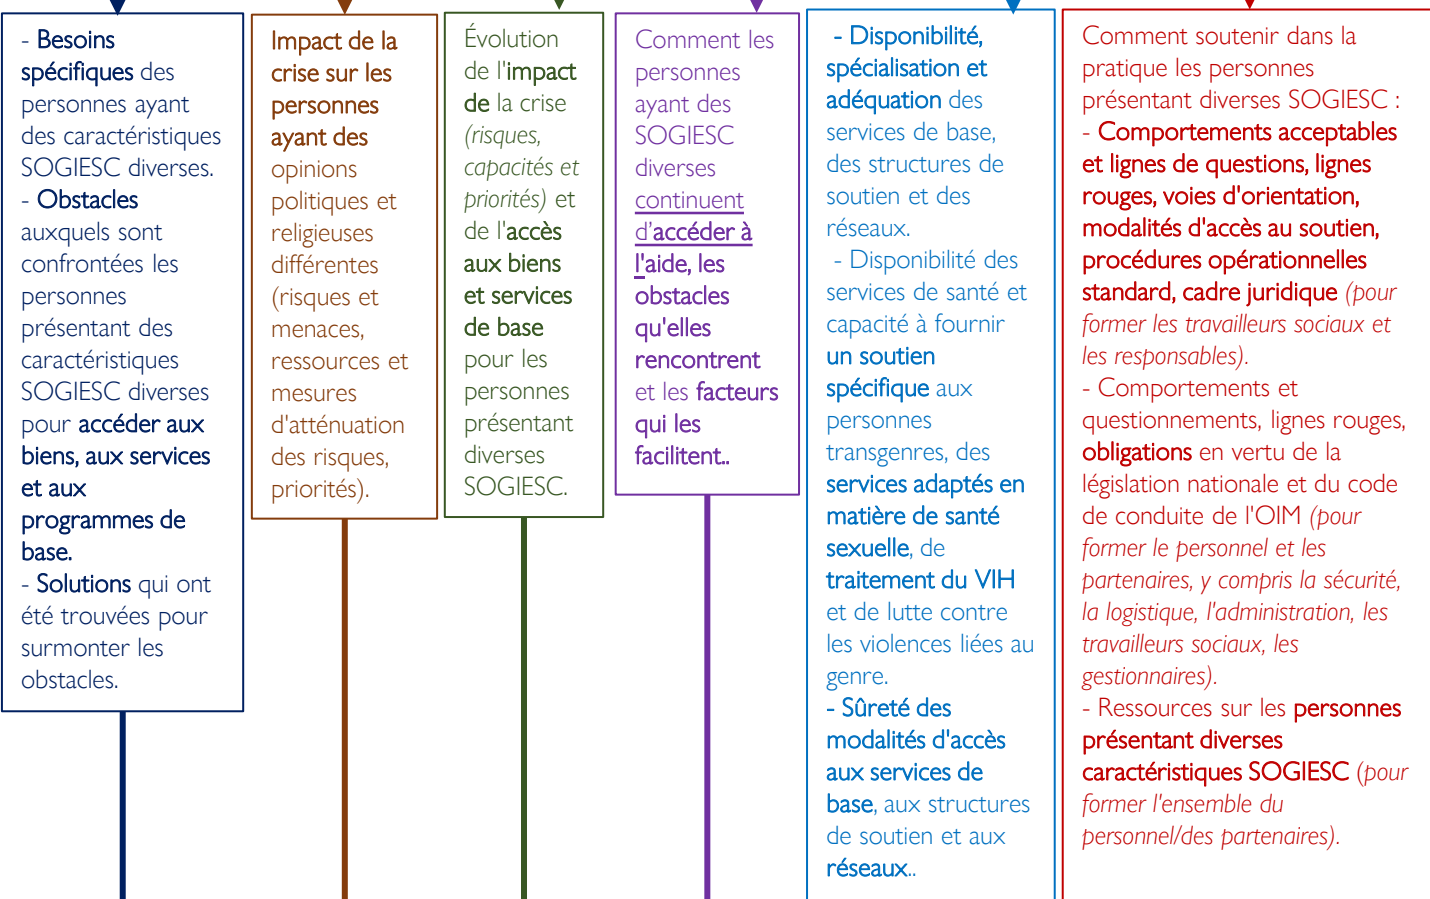 - Besoins
spécifiques des
personnes ayant
des caractéristiques
SOGIESC diverses.
- Obstacles
auxquels sont
confrontées les
personnes
présentant des
caractéristiques
SOGIESC diverses
pour accéder aux
biens, aux services
et aux
programmes de
base.
- Solutions qui ont
été trouvées pour
surmonter les
obstacles.
Impact de la
crise sur les
personnes
ayant des
opinions
politiques et
religieuses
différentes
(risques et
menaces,
ressources et
mesures
d'atténuation
des risques,
priorités).
Évolution
de l'impact
de la crise
(risques,
capacités et
priorités) et
de l'accès
aux biens
et services
de base
pour les
personnes
présentant
diverses
SOGIESC.
Comment les
personnes
ayant des
SOGIESC
diverses
continuent
d'accéder à
l'aide, les
obstacles
qu'elles
rencontrent
et les facteurs
qui les
facilitent..
- Disponibilité,
spécialisation et
adéquation des
services de base,
des structures de
soutien et des
réseaux.
- Disponibilité des
services de santé et
capacité à fournir
un soutien
spécifique aux
personnes
transgenres, des
services adaptés en
matière de santé
sexuelle, de
traitement du VIH
et de lutte contre
les violences liées au
genre.
- Sûreté des
modalités d'accès
aux services de
base, aux structures
de soutien et aux
réseaux..
Comment soutenir dans la
pratique les personnes
présentant diverses SOGIESC :
- Comportements acceptables
et lignes de questions, lignes
rouges, voies d'orientation,
modalités d'accès au soutien,
procédures opérationnelles
standard, cadre juridique (pour
former les travailleurs sociaux et
les responsables).
- Comportements et
questionnements, lignes rouges,
obligations en vertu de la
législation nationale et du code
de conduite de l'OIM (pour
former le personnel et les
partenaires, y compris la sécurité,
la logistique, l'administration, les
travailleurs sociaux, les
gestionnaires).
- Ressources sur les personnes
présentant diverses
caractéristiques SOGIESC (pour
former l'ensemble du
personnel/des partenaires).